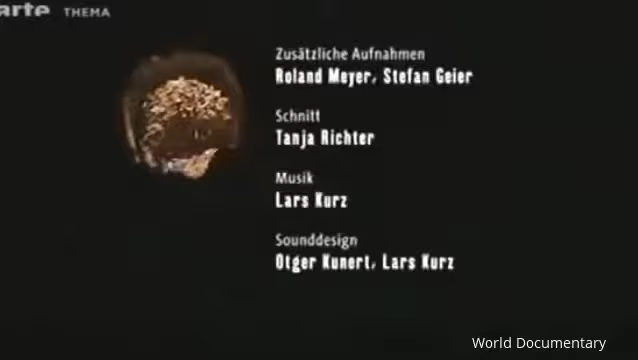 arte THEMA
Zusätzliche Aufnahmen
Roland Meyer, Stefan Geier
Schnitt
Tanja Richter
Musik
Lars Kurz
Sounddesign
Otger Kunert, Lars Kurz
World Documentary